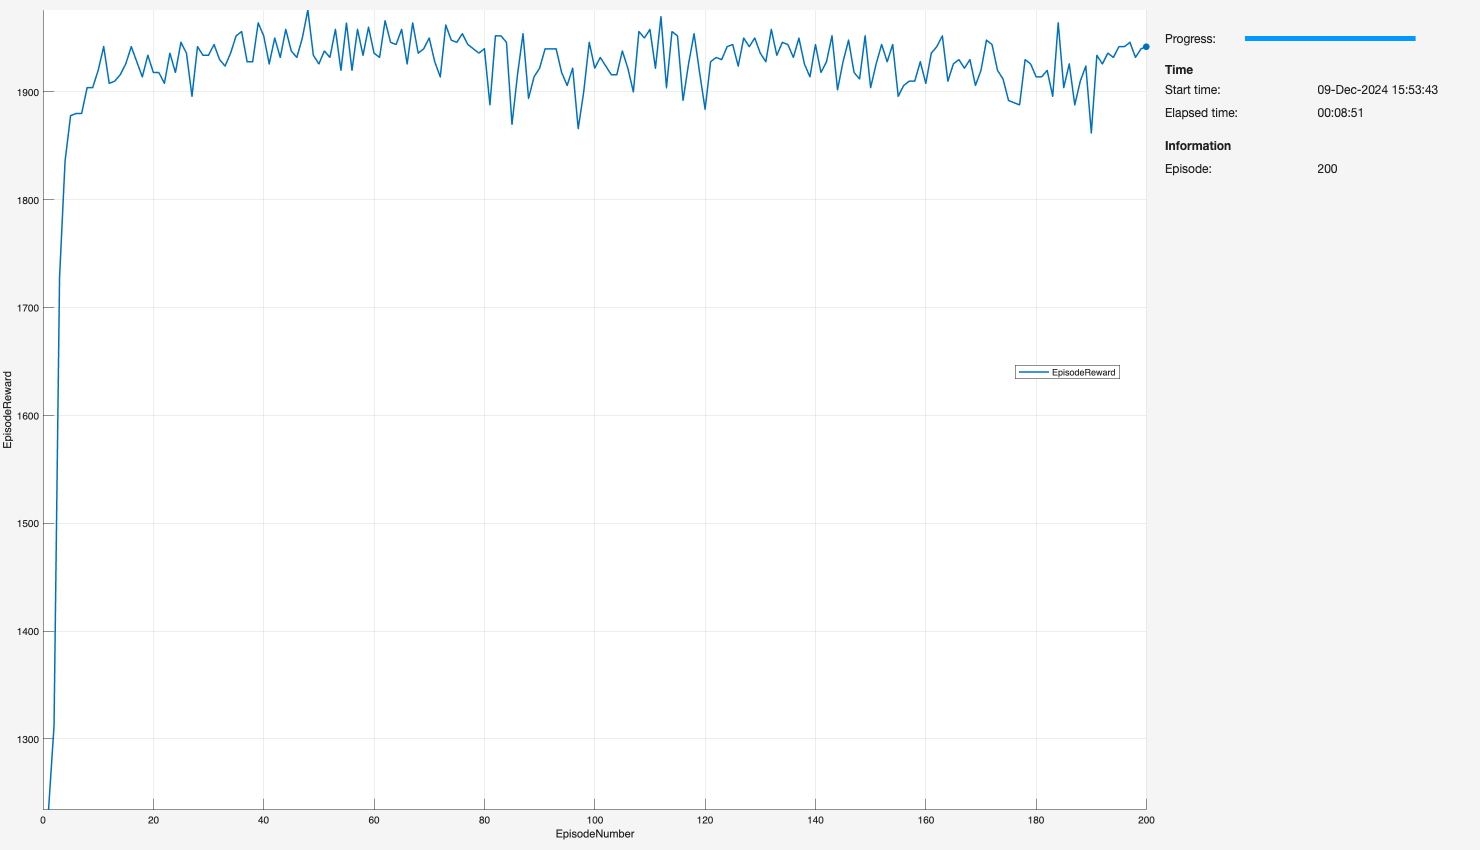 Progress:
Time
Start time: 09-Dec-2024 15:53:43
Elapsed time: 00:08:51
Information
Episode: 200
1900
1800
1700
1600
1500
1400
1300
EpisodeReward
EpisodeReward
0 20 40 60 80 100 120 140 160 180 200
EpisodeNumber